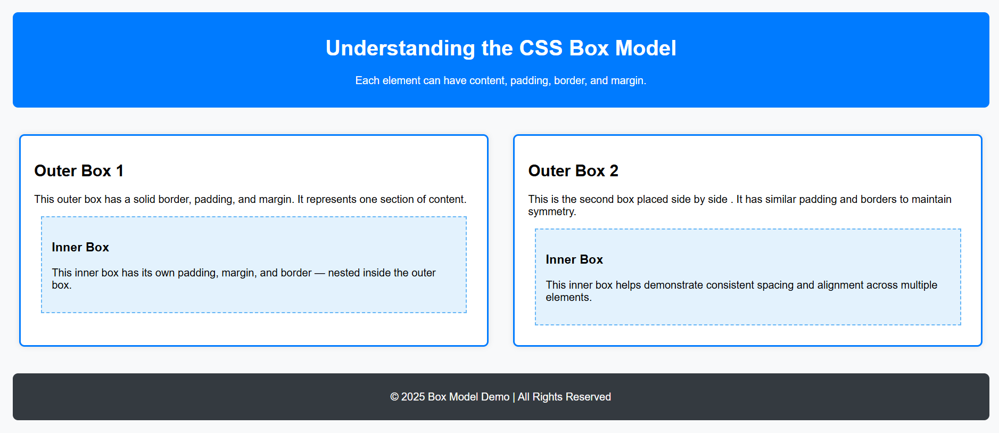 Understanding the CSS Box Model
Each element can have content, padding, border, and margin.
Outer Box 1
This outer box has a solid border, padding, and margin. It represents one section of content.
Inner Box
This inner box has its own padding, margin, and border — nested inside the outer
box.
Outer Box 2
This is the second box placed side by side . It has similar padding and borders to maintain
symmetry.
Inner Box
This inner box helps demonstrate consistent spacing and alignment across multiple
elements.
© 2025 Box Model Demo | All Rights Reserved